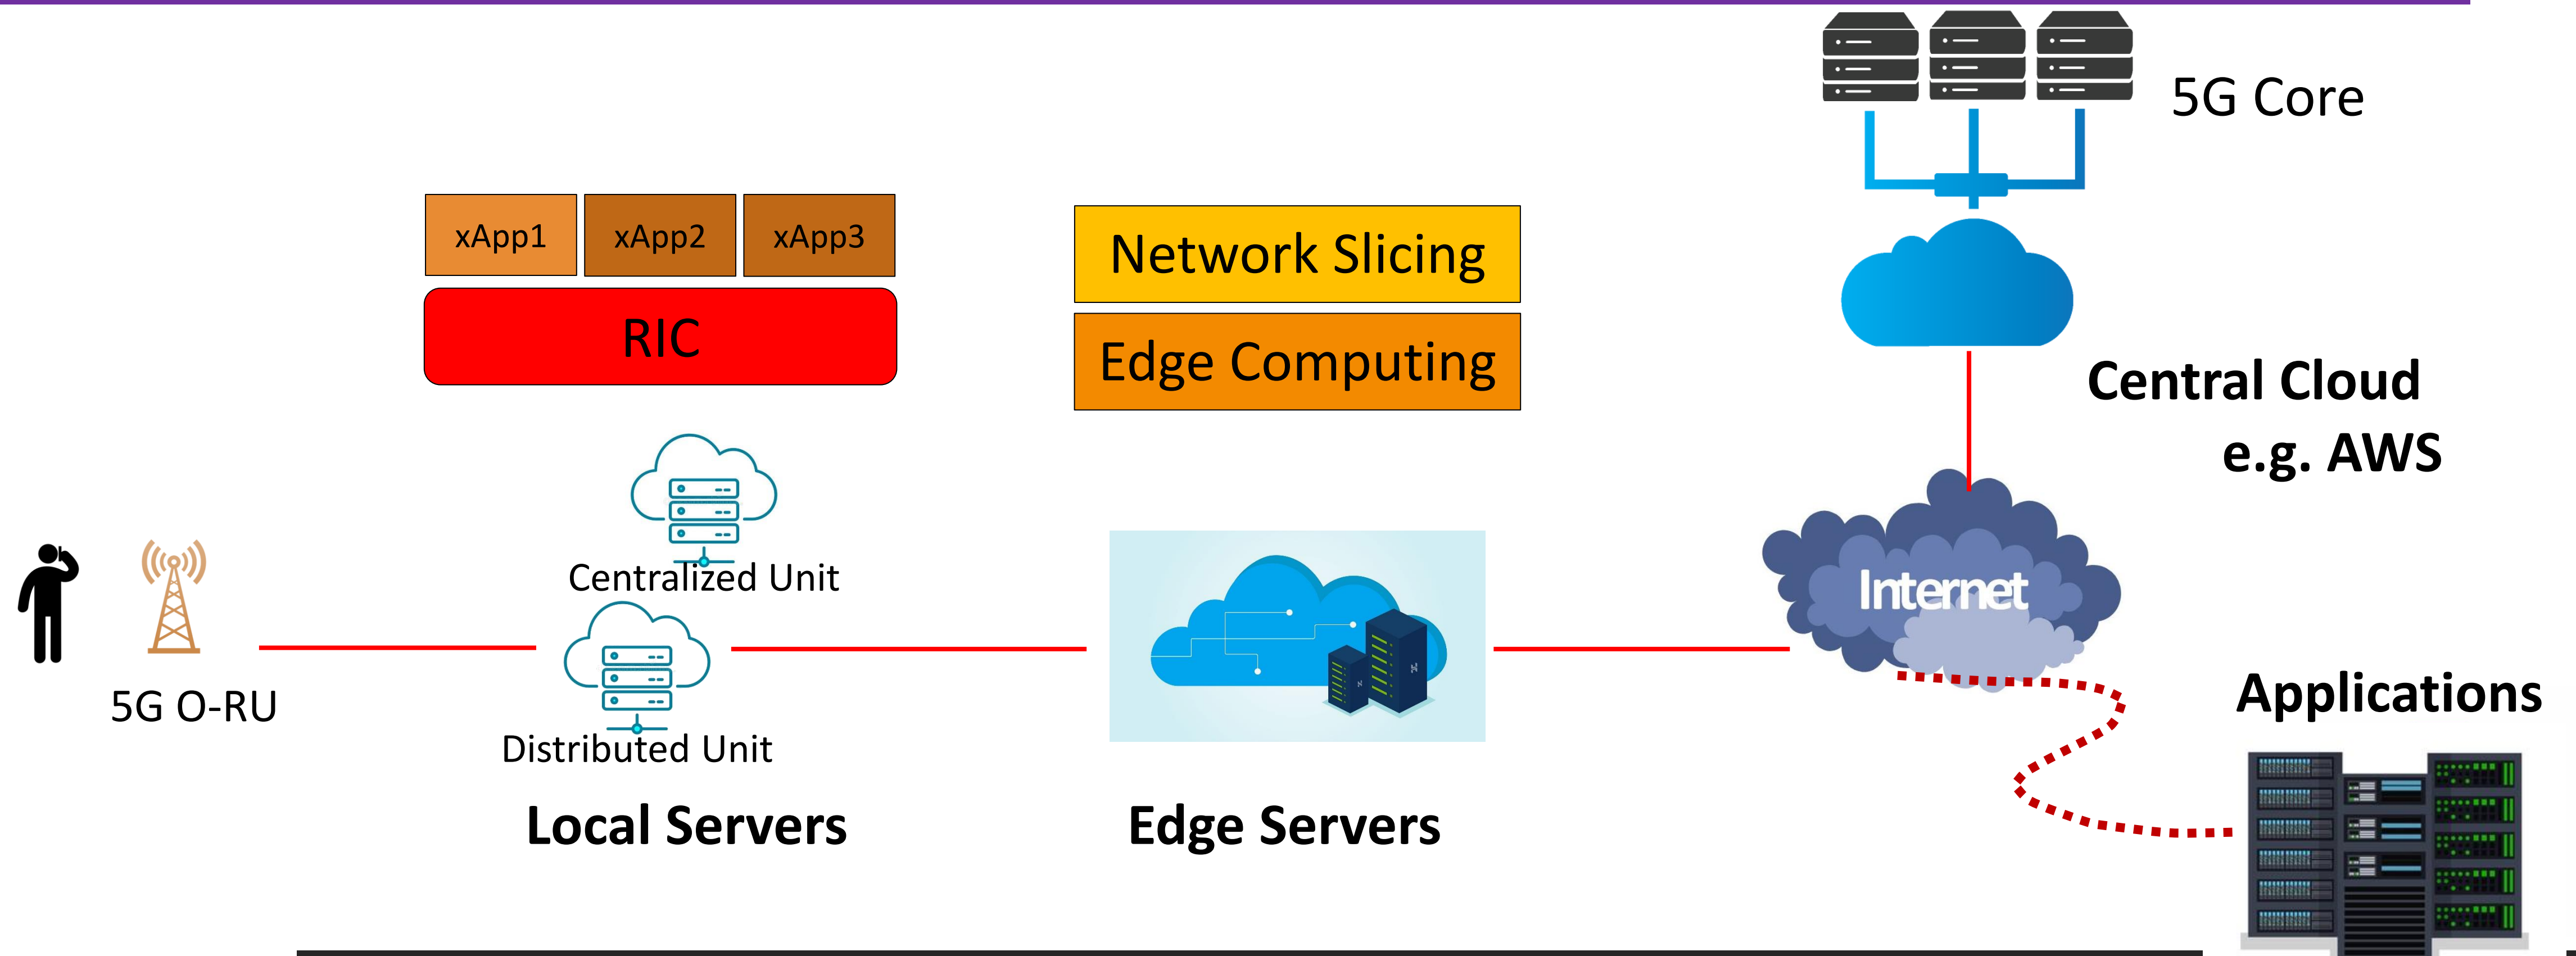 5G Core
xApp1
xApp2
xApp3
Network Slicing
RIC
Edge Computing
Central Cloud
e.g. AWS
Centralized Unit
Internet
5G O-RU
Distributed Unit
Applications
Local Servers
Edge Servers